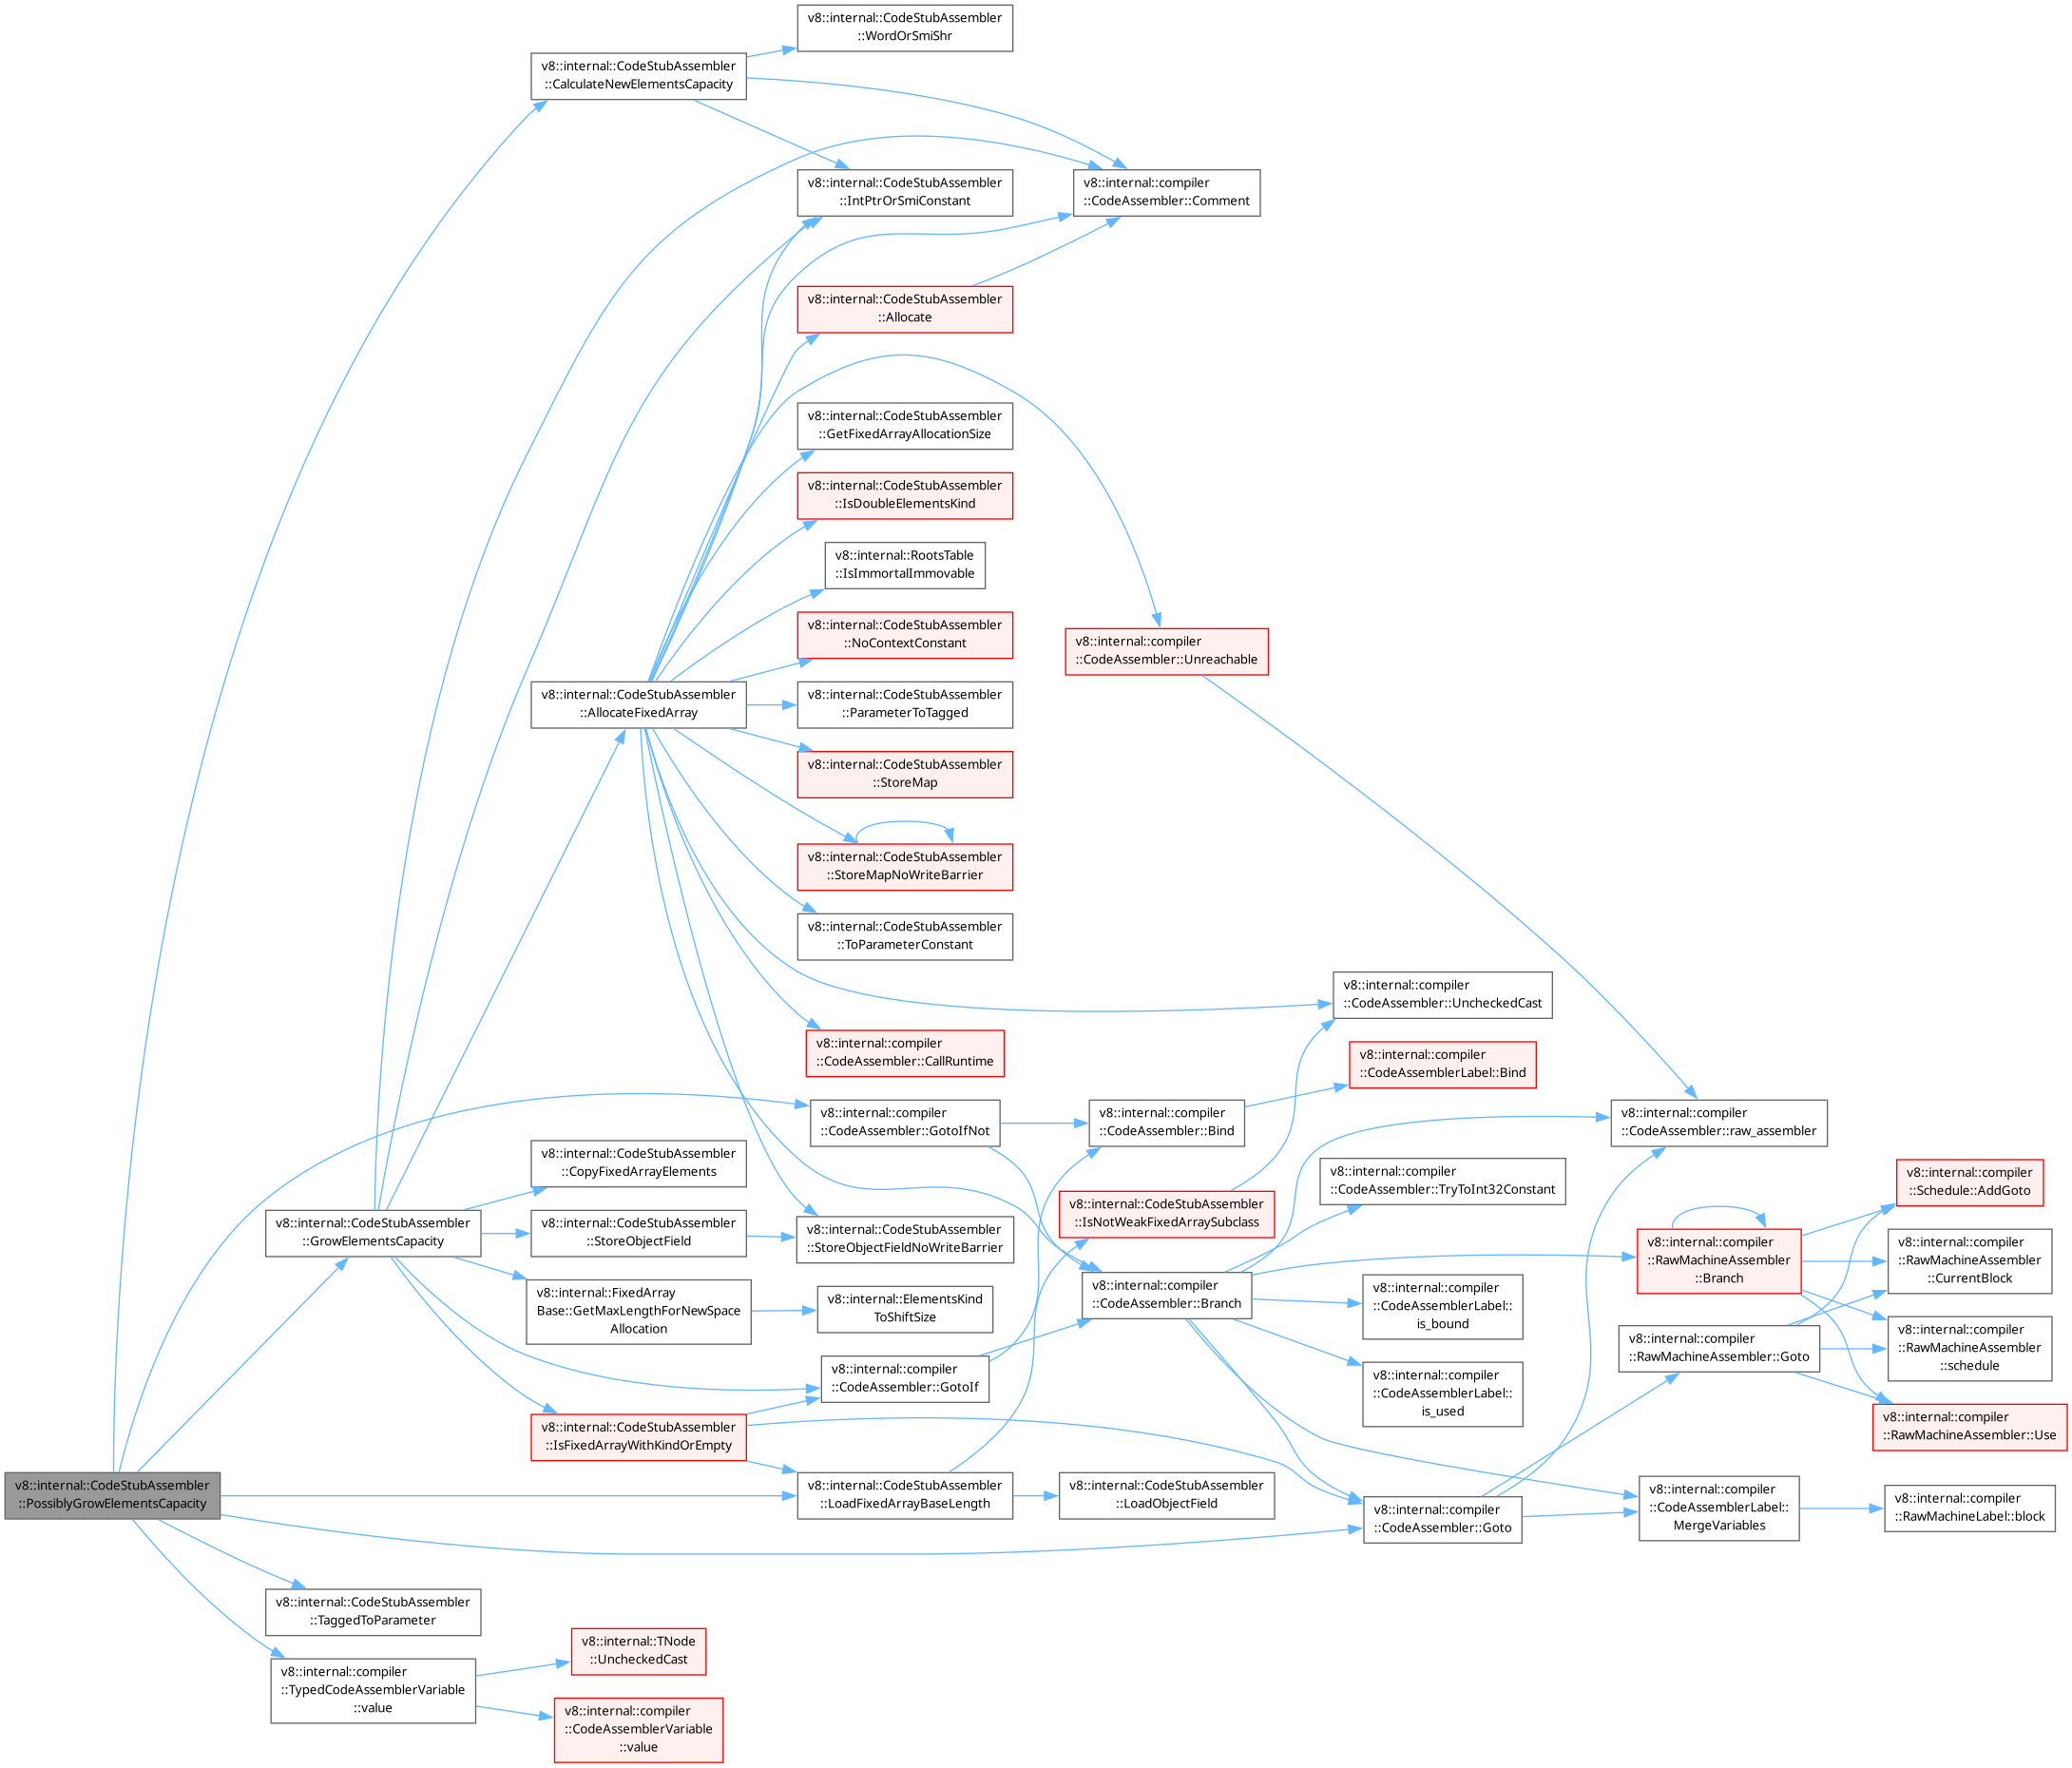 v8::internal::CodeStubAssembler
::PossiblyGrowElementsCapacity
v8::internal::CodeStubAssembler
::CalculateNewElementsCapacity
v8::internal::CodeStubAssembler
::WordOrSmiShr
v8::internal::CodeStubAssembler
::IntPtrOrSmiConstant
v8::internal::compiler
::CodeAssembler::Comment
v8::internal::CodeStubAssembler
::Allocate
v8::internal::CodeStubAssembler
::GetFixedArrayAllocationSize
v8::internal::CodeStubAssembler
::IsDoubleElementsKind
v8::internal::RootsTable
::IsImmortalImmovable
v8::internal::CodeStubAssembler
::NoContextConstant
v8::internal::compiler
::CodeAssembler::Unreachable
v8::internal::CodeStubAssembler
::AllocateFixedArray
v8::internal::CodeStubAssembler
::ParameterToTagged
v8::internal::CodeStubAssembler
::StoreMap
v8::internal::CodeStubAssembler
::StoreMapNoWriteBarrier
v8::internal::CodeStubAssembler
::ToParameterConstant
v8::internal::compiler
::CodeAssembler::UncheckedCast
v8::internal::compiler
::CodeAssembler::CallRuntime
v8::internal::compiler
::CodeAssemblerLabel::Bind
v8::internal::compiler
::CodeAssembler::GotoIfNot
v8::internal::compiler
::CodeAssembler::Bind
v8::internal::compiler
::CodeAssembler::raw_assembler
v8::internal::CodeStubAssembler
::CopyFixedArrayElements
v8::internal::compiler
::CodeAssembler::TryToInt32Constant
v8::internal::compiler
::Schedule::AddGoto
v8::internal::CodeStubAssembler
::GrowElementsCapacity
v8::internal::CodeStubAssembler
::StoreObjectField
v8::internal::CodeStubAssembler
::StoreObjectFieldNoWriteBarrier
v8::internal::CodeStubAssembler
::IsNotWeakFixedArraySubclass
v8::internal::compiler
::RawMachineAssembler
::Branch
v8::internal::compiler
::RawMachineAssembler
::CurrentBlock
v8::internal::FixedArray
Base::GetMaxLengthForNewSpace
Allocation
v8::internal::ElementsKind
ToShiftSize
v8::internal::compiler
::CodeAssembler::Branch
v8::internal::compiler
::CodeAssemblerLabel::
is_bound
v8::internal::compiler
::RawMachineAssembler::Goto
v8::internal::compiler
::RawMachineAssembler
::schedule
v8::internal::compiler
::CodeAssembler::GotoIf
v8::internal::compiler
::CodeAssemblerLabel::
is_used
v8::internal::compiler
::RawMachineAssembler::Use
v8::internal::CodeStubAssembler
::IsFixedArrayWithKindOrEmpty
v8::internal::CodeStubAssembler
::LoadFixedArrayBaseLength
v8::internal::CodeStubAssembler
::LoadObjectField
v8::internal::compiler
::CodeAssembler::Goto
v8::internal::compiler
::CodeAssemblerLabel::
MergeVariables
v8::internal::compiler
::RawMachineLabel::block
v8::internal::CodeStubAssembler
::TaggedToParameter
v8::internal::compiler
::TypedCodeAssemblerVariable
::value
v8::internal::TNode
::UncheckedCast
v8::internal::compiler
::CodeAssemblerVariable
::value